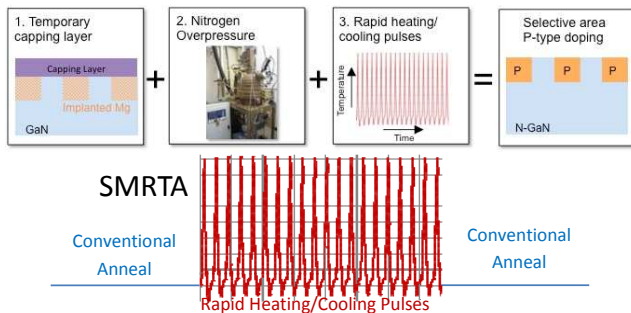 1. Temporary
capping layer
Capping Layer
Implanted Mg
GaN
+
2. Nitrogen
Overpressure
+
3. Rapid heating/
cooling pulses
Temperature
Time
=
Selective area
P-type doping
P P P
N-GaN
SMRTA
Conventional
Anneal
Conventional
Anneal
Rapid Heating/Cooling Pulses